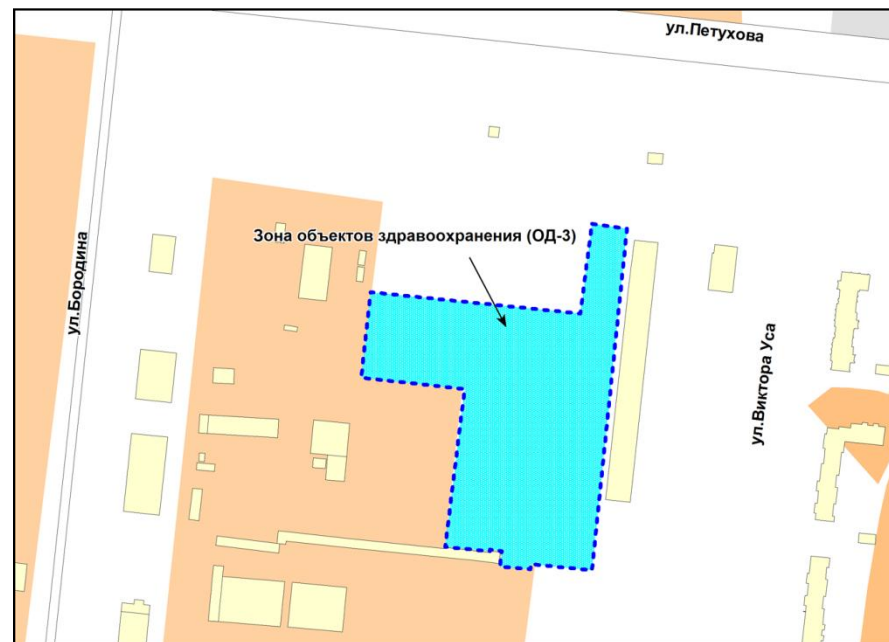 ул.Петухова
Зона объектов здравоохранения (ОД-3)
ул.Бородина
ул.Виктора Уса